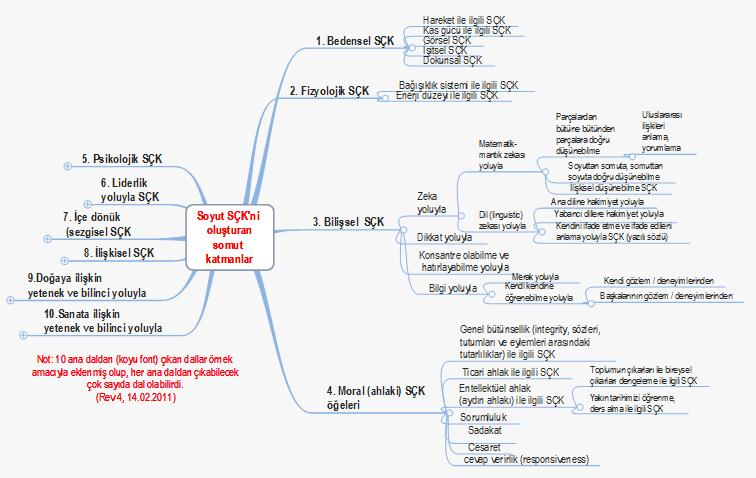 Soyut SÇK'ni
oluşturan
somut
katmanlar
1. Bedensel SÇK
Hareket ile ilgili SÇK
Kas gücü ile ilgili SÇK
Görsel SÇK
İşitsel SÇK
Dokunsal SÇK
2. Fizyolojik SÇK
Bağışıklık sistemi ile ilgili SÇK
Enerji düzeyi ile ilgili SÇK
3. Bilişsel SÇK
Zeka
yoluyla
Matematik-
mantık zekası
yoluyla
Parçalardan
bütüne bütünden
parçalara doğru
düşünebilme
Uluslararası
ilişkileri
anlama,
yorumlama
Soyuttan somuta, somuttan
soyuta doğru düşünebilme
İlişksel düşünebilme SÇK
Dil (lingustic)
zekası yoluyla
Ana diline hakimiyet yoluyla
Yabancı dillere hakimiyet yoluyla
Kendini ifade etme ve ifade edileni
anlama yoluyla SÇK (yazılı sözlü)
Dikkat yoluyla
Konsantre olabilme ve
hatırlayabilme yoluyla
Bilgi yoluyla
Merak yoluyla
Kendi kendine
öğrenebilme yoluyla
Kendi gözlem / deneyimlerinden
Başkalarının gözlem / deneyimlerinden
4. Moral (ahlaki) SÇK
öğeleri
Genel bütünsellik (integrity, sözleri,
tutumları ve eylemleri arasındaki
tutarlılıklar) ile ilgili SÇK
Ticari ahlak ile ilgili SÇK
Entellektüel ahlak
(aydın ahlakı) ile ilgili SÇK
Toplumun çıkarları ile bireysel
çıkarları dengeleme ile ilgili SÇK
Yakın tarihimizi öğrenme,
ders alma ile ilgili SÇK
Sorumluluk
Sadakat
Cesaret
cevap verirlik (responsiveness)
5. Psikolojik SÇK
6. Liderlik
yoluyla SÇK
7. İçe dönük
(sezgisel SÇK
8. İlişkisel SÇK
9.Doğaya ilişkin
yetenek ve bilinci yoluyla
10.Sanata ilişkin
yetenek ve bilinci yoluyla
Not: 10 ana daldan (koyu font) çıkan dallar örnek
amacıyla eklenmiş olup, her ana daldan çıkabilecek
çok sayıda dal olabilirdi.
(Rev4, 14.02.2011)